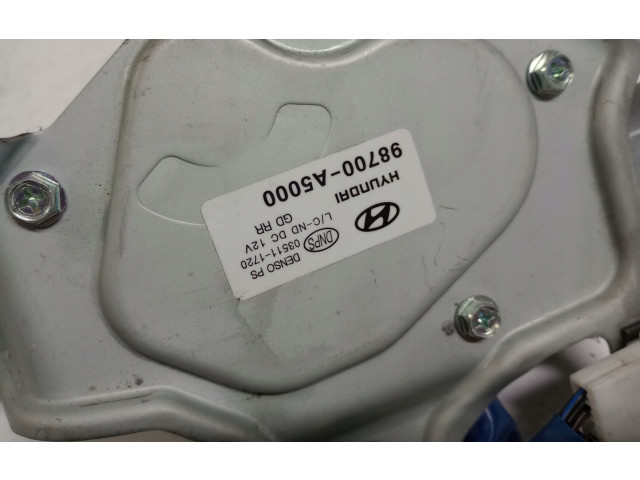 HYUNDAI
98700-A5000
DENSO PS
DNPS 03511-1720
L/C-ND DC 12V
GD RR